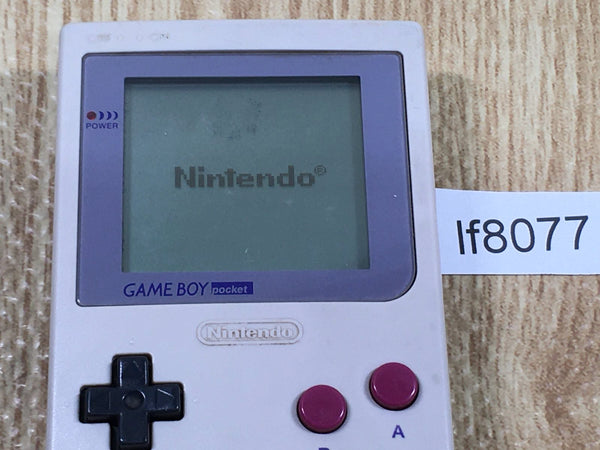 POWER
Nintendo®
GAME BOY pocket
Nintendo
lf8077
A